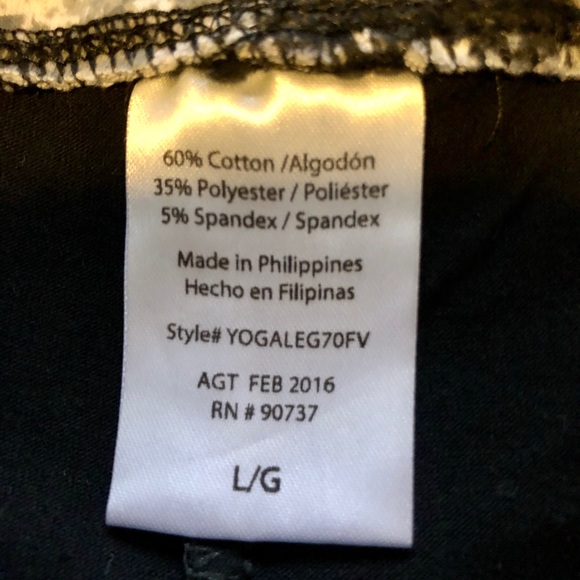 60% Cotton /Algodón
35% Polyester / Poliéster
5% Spandex / Spandex
Made in Philippines
Hecho en Filipinas
Style# YOGALEG70FV
AGT FEB 2016
RN # 90737
L/G